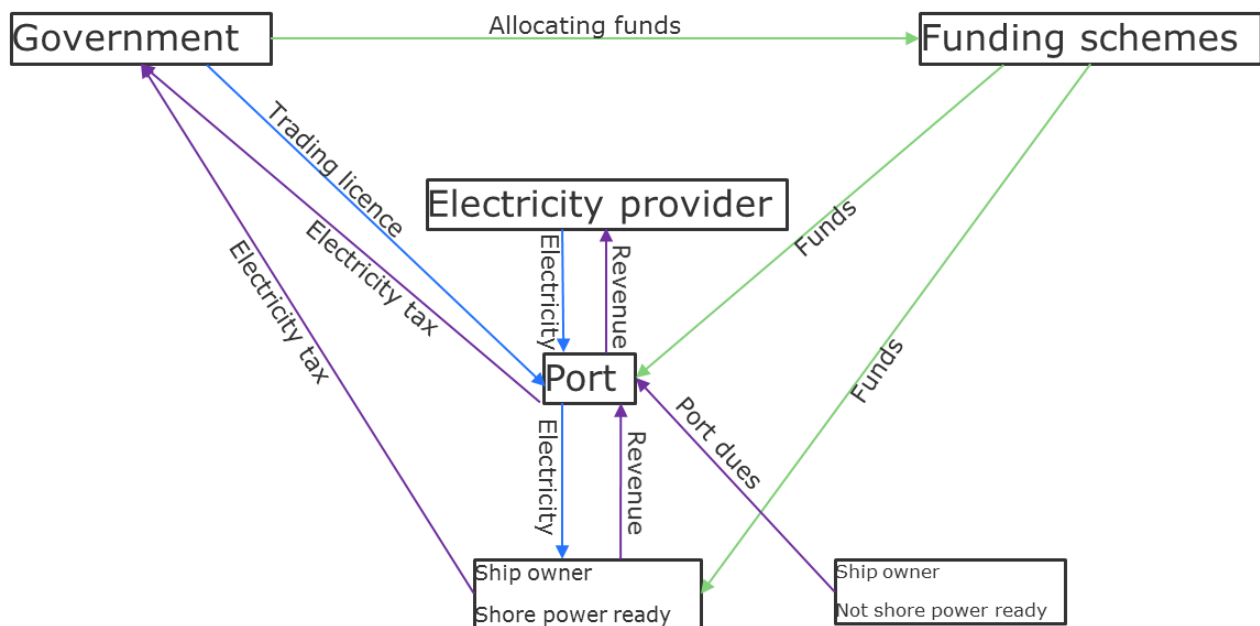 Government
Allocating funds
Funding schemes
Trading licence
Electricity provider
Electricity tax
Electricity tax
Electricity
Revenue
Funds
Funds
Port
Port dues
Electricity
Revenue
Ship owner
Shore power ready
Ship owner
Not shore power ready